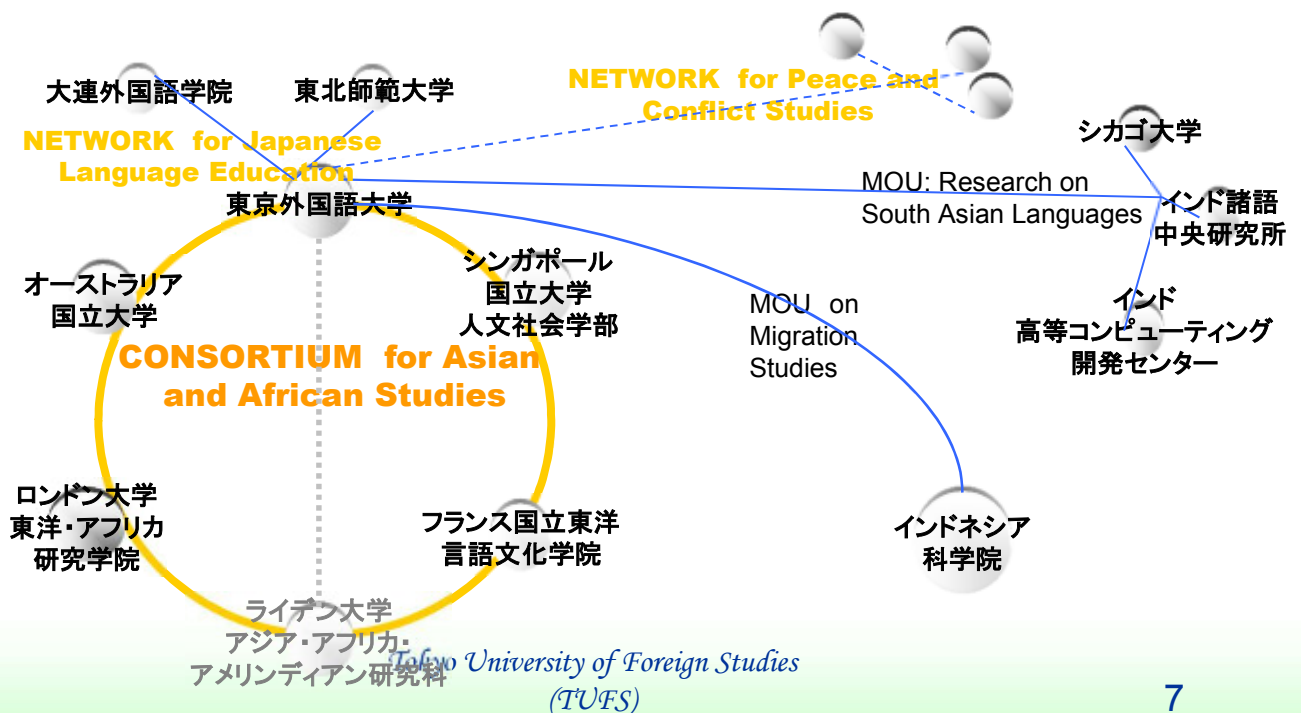 大連外国語学院
東北師範大学
NETWORK for Peace and
Conflict Studies
NETWORK for Japanese
Language Education
シカゴ大学
東京外国語大学
MOU: Research on
South Asian Languages
インド諸語
中央研究所
オーストラリア
国立大学
シンガポール
国立大学
人文社会学部
MOU on
Migration
Studies
インド
高等コンピューティング
開発センター
CONSORTIUM for Asian
and African Studies
ロンドン大学
東洋・アフリカ
研究学院
フランス国立東洋
言語文化学院
インドネシア
科学院
ライデン大学
アジア・アフリカ・
アメリンディアン研究科
Tokyo University of Foreign Studies
(TUFS)
7